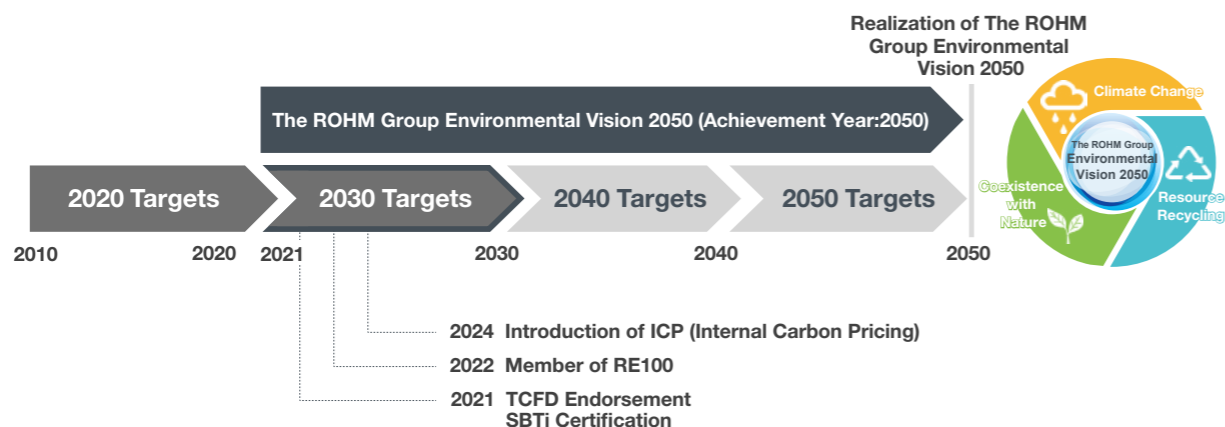 Realization of The ROHM
Group Environmental
Vision 2050
The ROHM Group Environmental Vision 2050 (Achievement Year:2050)
2020 Targets
2030 Targets
2040 Targets
2050 Targets
2010
2020
2021
2030
2040
2050
Climate Change
The ROHM Group
Environmental
Vision 2050
Coexistence
with
Nature
Resource
Recycling
2024 Introduction of ICP (Internal Carbon Pricing)
2022 Member of RE100
2021 TCFD Endorsement
SBTi Certification